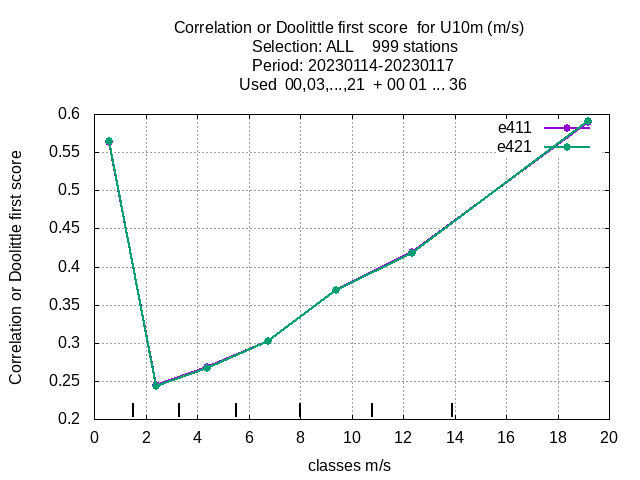 Correlation or Doolittle first score  for U10m (m/s)
Selection: ALL    999 stations
Period: 20230114-20230117
Used  00,03,...,21  + 00 01 ... 36
Correlation or Doolittle first score
0.6
0.55
0.5
0.45
0.4
0.35
0.3
0.25
0.2
e411
e421
0 2 4 6 8 10 12 14 16 18 20
classes m/s